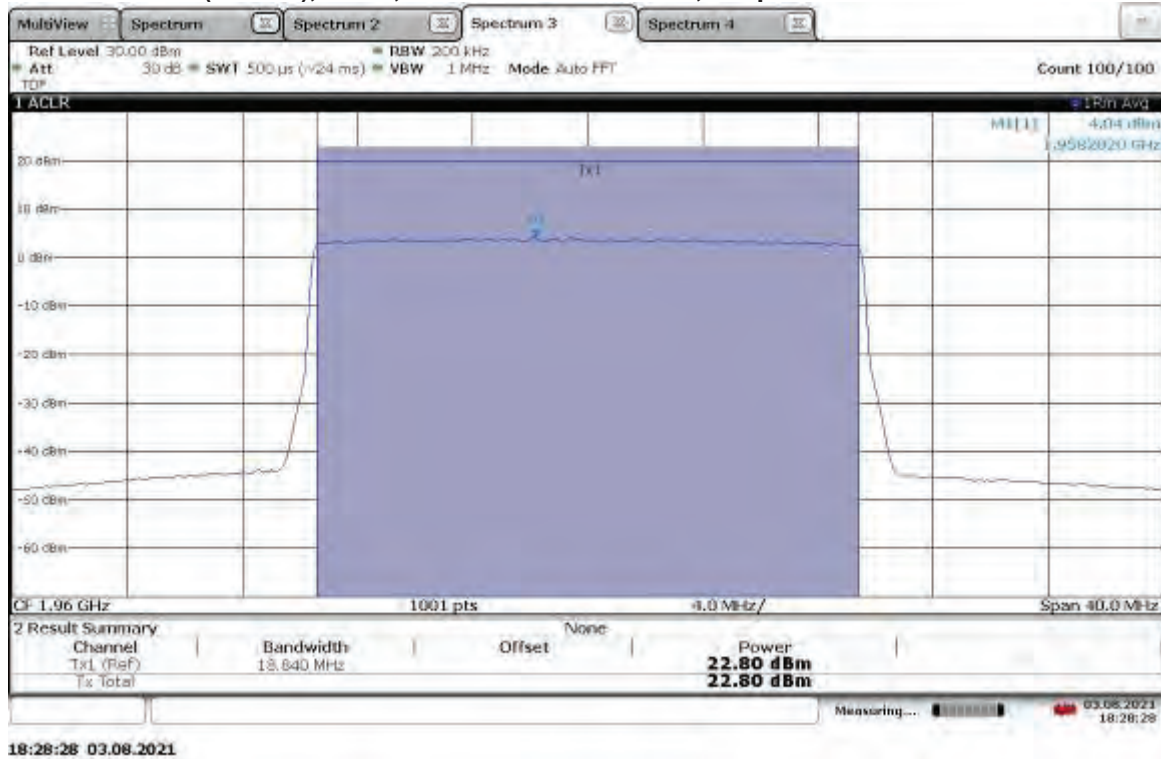 MultiView Spectrum Spectrum 2 Spectrum 3 Spectrum 4
Ref Level 30.00 dBm RBW 200 kHz
Att 30 dB SWT 500 µs (~24 ms) VBW 1 MHz Mode Auto FFT Count 100/100
TDF
1 ACLR 1Rm Avg
M1[1] 4.04 dBm
1.9582020 GHz
20 dBm
Tx1
10 dBm
M1
0 dBm
-10 dBm
-20 dBm
-30 dBm
-40 dBm
-50 dBm
-60 dBm
CF 1.96 GHz 1001 pts 4.0 MHz/ Span 40.0 MHz
2 Result Summary None
Channel Bandwidth Offset Power
Tx1 (Ref) 18.840 MHz 22.80 dBm
Tx Total 22.80 dBm
Measuring... 03.08.2021
18:28:28
18:28:28 03.08.2021